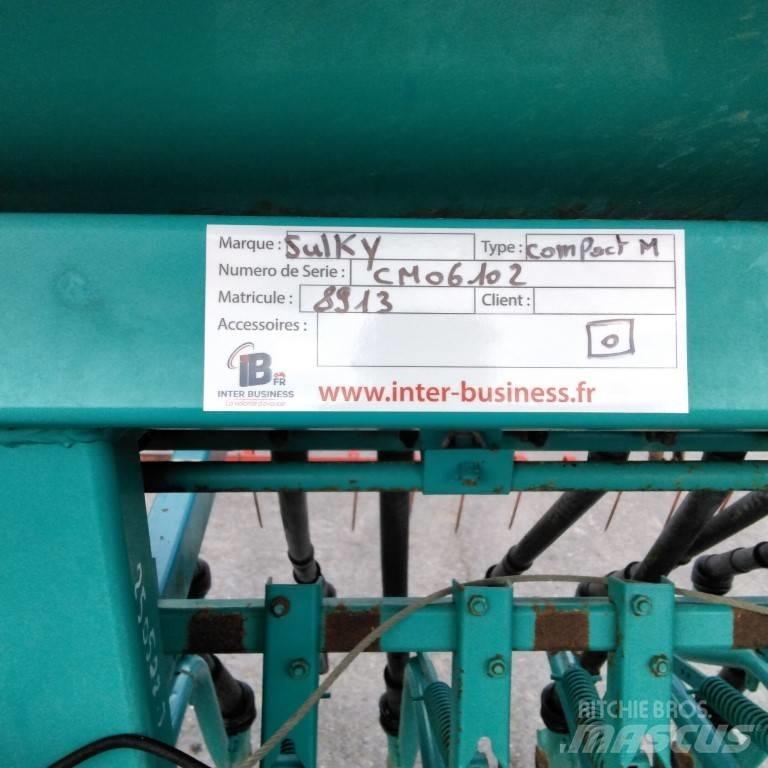 Marque : Sulky Type : Compact M
Numero de Serie : CM06102
Matricule : 8913 Client :
Accessoires : 0
IB FR
INTER BUSINESS
www.inter-business.fr
RITCHIE BROS.
MASCUS